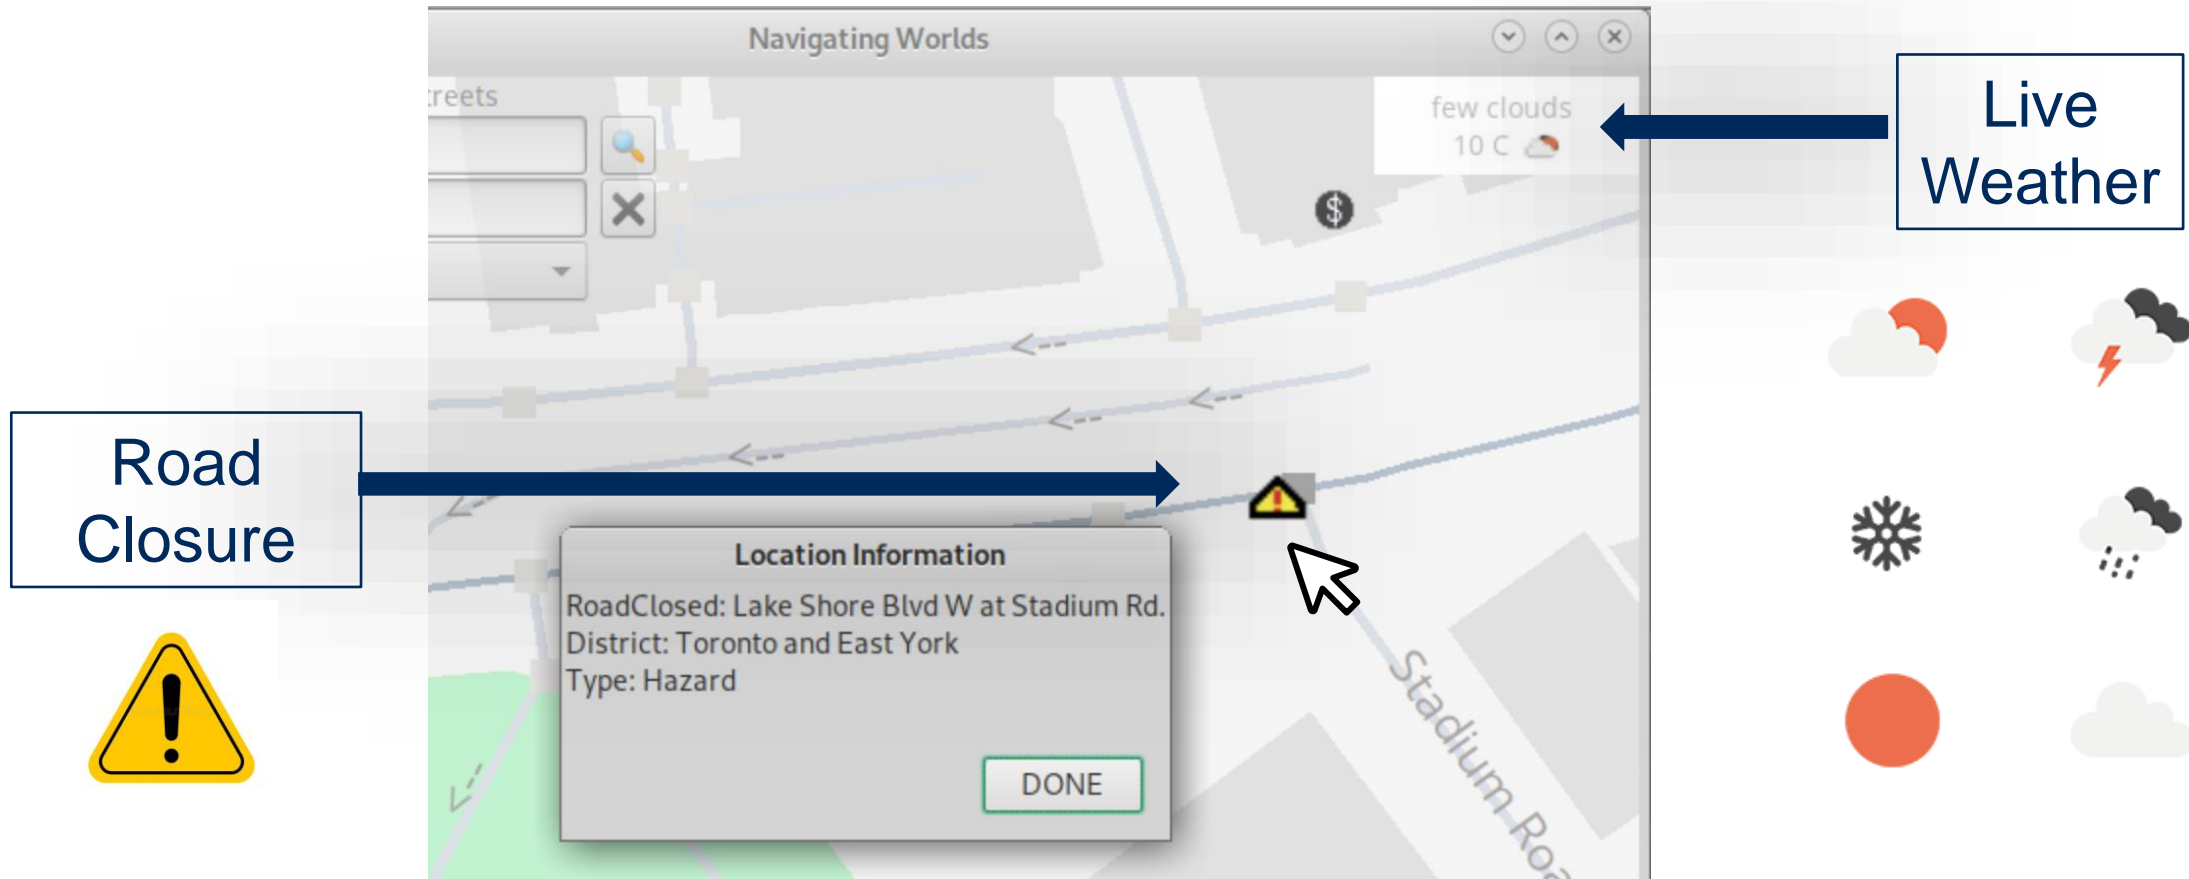 Navigating Worlds
treets
few clouds
10 C
Live
Weather
$
Road
Closure
Location Information
RoadClosed: Lake Shore Blvd W at Stadium Rd.
District: Toronto and East York
Type: Hazard
DONE
Stadium Roa